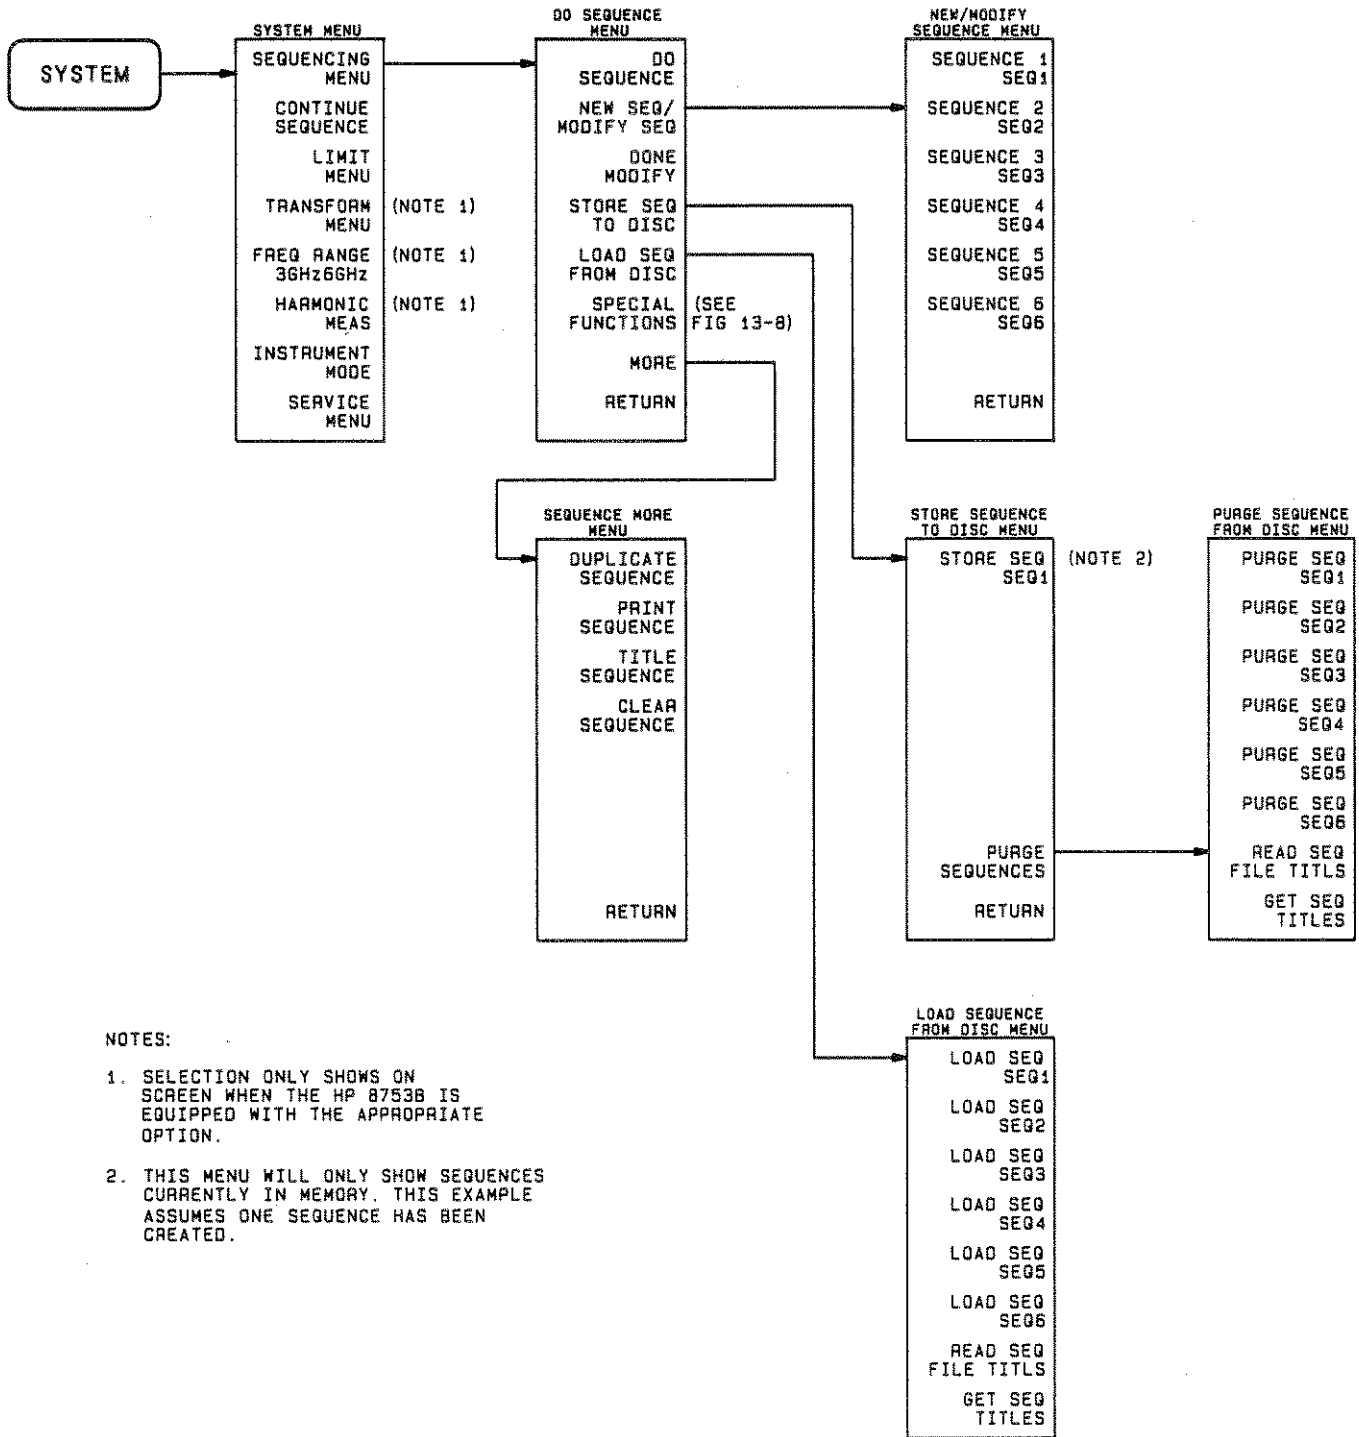 SYSTEM
SYSTEM MENU
SEQUENCING
MENU
CONTINUE
SEQUENCE
LIMIT
MENU
TRANSFORM (NOTE 1)
MENU
FREQ RANGE (NOTE 1)
3GHz6GHz
HARMONIC (NOTE 1)
MEAS
INSTRUMENT
MODE
SERVICE
MENU
DO SEQUENCE
MENU
DO
SEQUENCE
NEW SEQ/
MODIFY SEQ
DONE
MODIFY
STORE SEQ
TO DISC
LOAD SEQ
FROM DISC
SPECIAL (SEE
FUNCTIONS FIG 13-8)
MORE
RETURN
NEW/MODIFY
SEQUENCE MENU
SEQUENCE 1
SEQ1
SEQUENCE 2
SEQ2
SEQUENCE 3
SEQ3
SEQUENCE 4
SEQ4
SEQUENCE 5
SEQ5
SEQUENCE 6
SEQ6
RETURN
SEQUENCE MORE
MENU
DUPLICATE
SEQUENCE
PRINT
SEQUENCE
TITLE
SEQUENCE
CLEAR
SEQUENCE
RETURN
STORE SEQUENCE
TO DISC MENU
STORE SEQ (NOTE 2)
SEQ1
PURGE
SEQUENCES
RETURN
PURGE SEQUENCE
FROM DISC MENU
PURGE SEQ
SEQ1
PURGE SEQ
SEQ2
PURGE SEQ
SEQ3
PURGE SEQ
SEQ4
PURGE SEQ
SEQ5
PURGE SEQ
SEQ6
READ SEQ
FILE TITLS
GET SEQ
TITLES
LOAD SEQUENCE
FROM DISC MENU
LOAD SEQ
SEQ1
LOAD SEQ
SEQ2
LOAD SEQ
SEQ3
LOAD SEQ
SEQ4
LOAD SEQ
SEQ5
LOAD SEQ
SEQ6
READ SEQ
FILE TITLS
GET SEQ
TITLES
NOTES:
1. SELECTION ONLY SHOWS ON
SCREEN WHEN THE HP 8753B IS
EQUIPPED WITH THE APPROPRIATE
OPTION.
2. THIS MENU WILL ONLY SHOW SEQUENCES
CURRENTLY IN MEMORY. THIS EXAMPLE
ASSUMES ONE SEQUENCE HAS BEEN
CREATED.